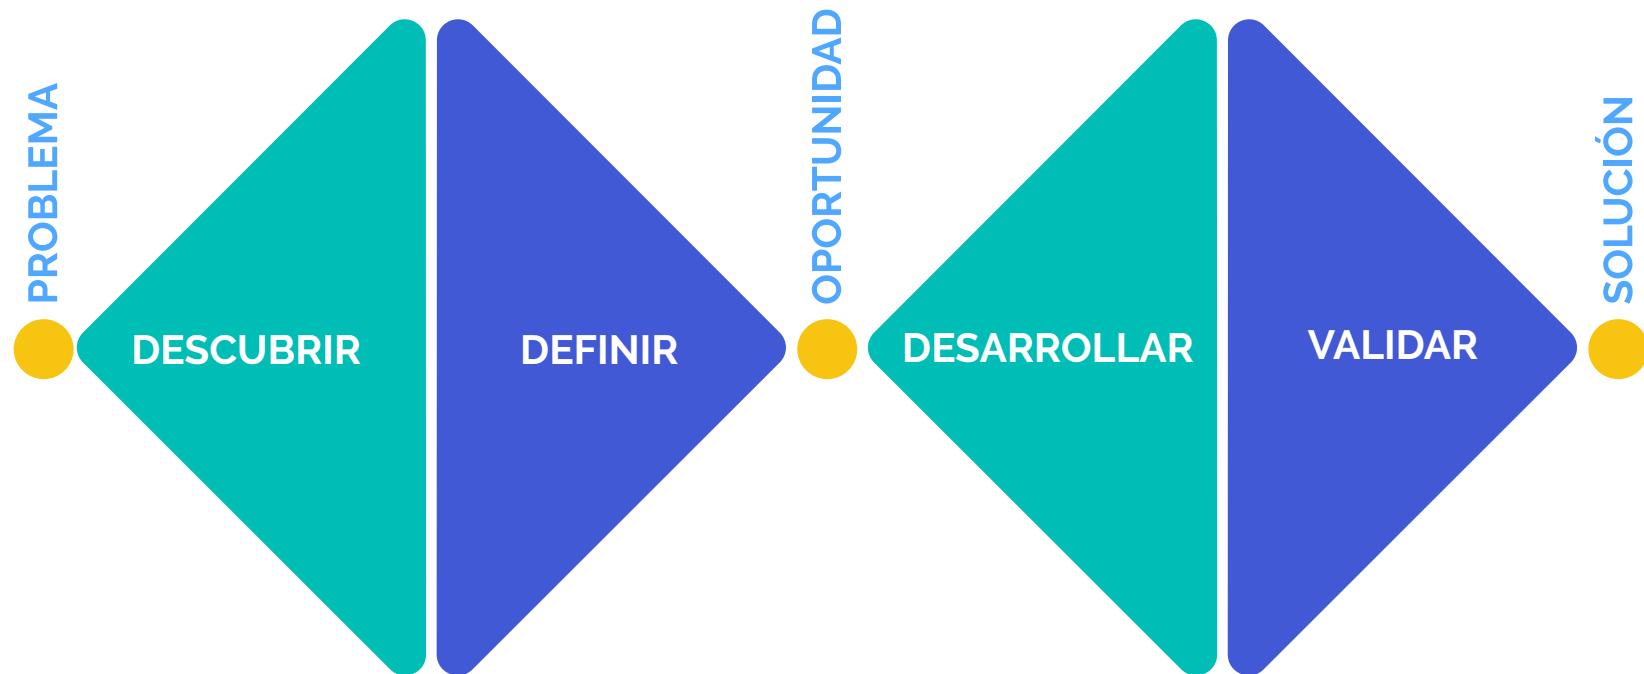 PROBLEMA
DESCUBRIR
DEFINIR
OPORTUNIDAD
DESARROLLAR
VALIDAR
SOLUCIÓN